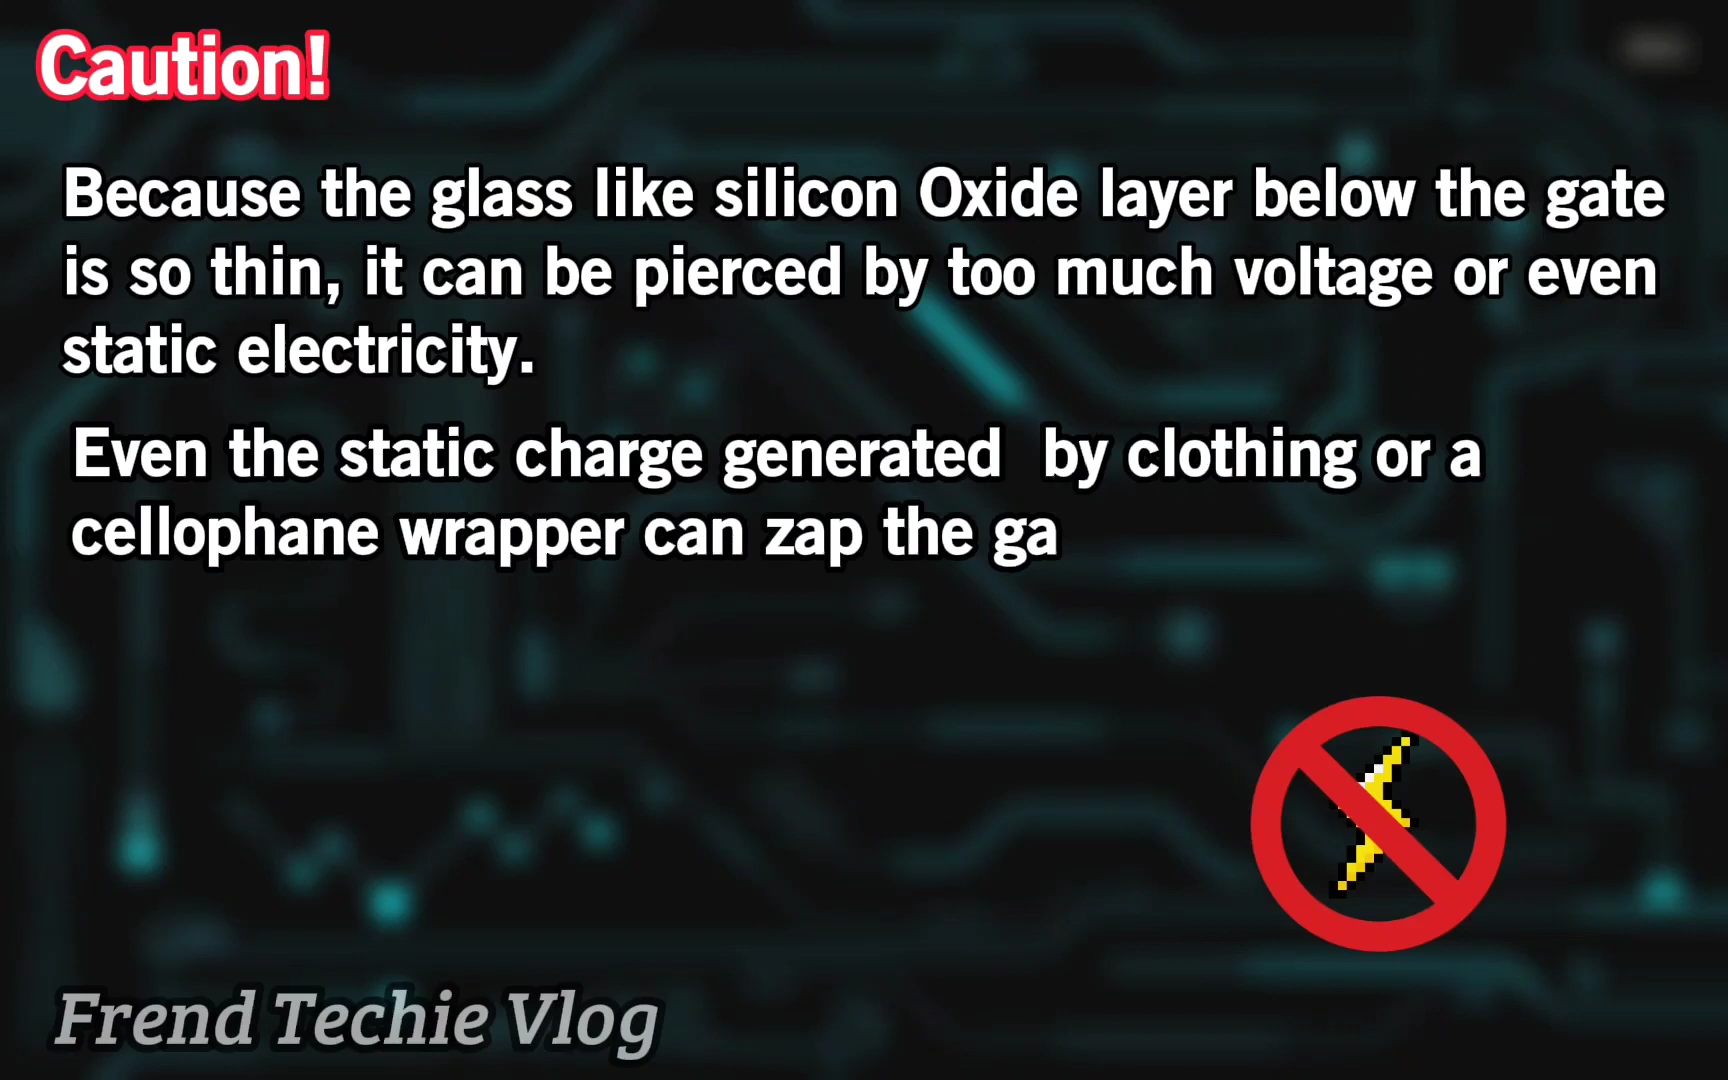 Caution!
Because the glass like silicon Oxide layer below the gate
is so thin, it can be pierced by too much voltage or even
static electricity.
Even the static charge generated  by clothing or a
cellophane wrapper can zap the ga
Frend Techie Vlog